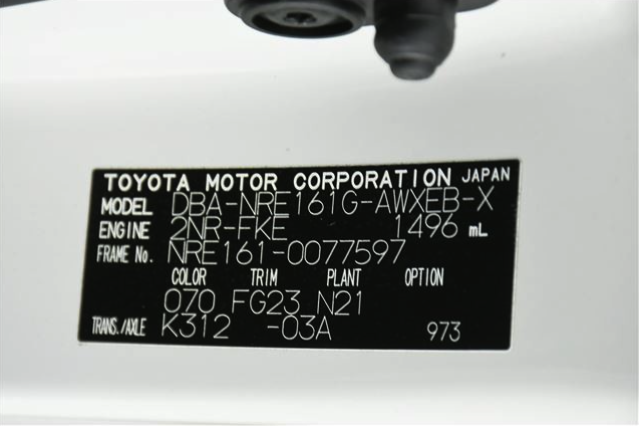 TOYOTA MOTOR CORPORATION JAPAN
MODEL DBA-NRE161G-AWXEB-X
ENGINE 2NR-FKE 1496 mL
FRAME No. NRE161-0077597
COLOR TRIM PLANT OPTION
070 FG23 N21
TRANS./AXLE K312 -03A 973